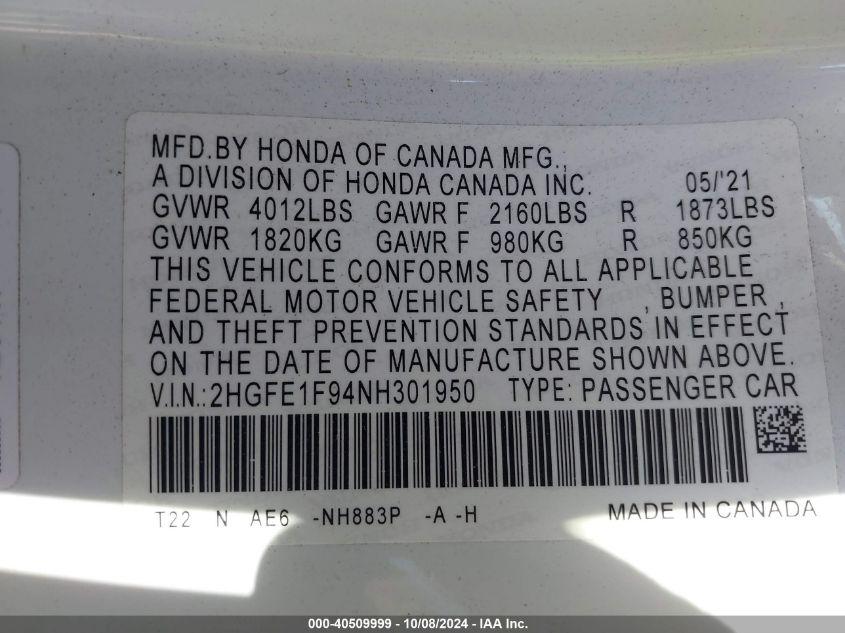 MFD.BY HONDA OF CANADA MFG.,
A DIVISION OF HONDA CANADA INC. 05/'21
GVWR 4012LBS GAWR F 2160LBS R 1873LBS
GVWR 1820KG GAWR F 980KG R 850KG
THIS VEHICLE CONFORMS TO ALL APPLICABLE
FEDERAL MOTOR VEHICLE SAFETY , BUMPER ,
AND THEFT PREVENTION STANDARDS IN EFFECT
ON THE DATE OF MANUFACTURE SHOWN ABOVE.
V.I.N.: 2HGFE1F94NH301950 TYPE: PASSENGER CAR
T22 N AE6 -NH883P -A -H MADE IN CANADA
000-40509999 - 10/08/2024 - IAA Inc.